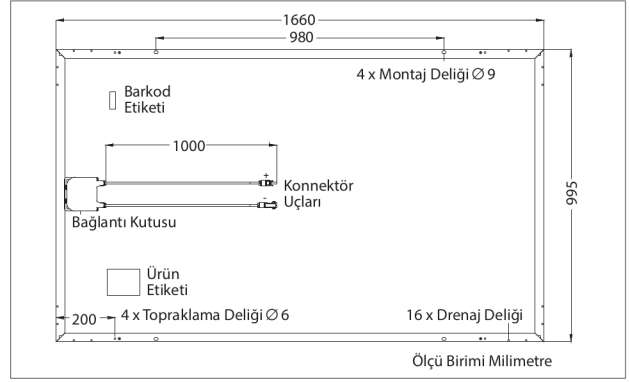 1660
980
4 x Montaj Deliği ∅ 9
Barkod
Etiketi
1000
+
Konnektör
Uçları
-
Bağlantı Kutusu
995
Ürün
Etiketi
200
4 x Topraklama Deliği ∅ 6
16 x Drenaj Deliği
Ölçü Birimi Milimetre